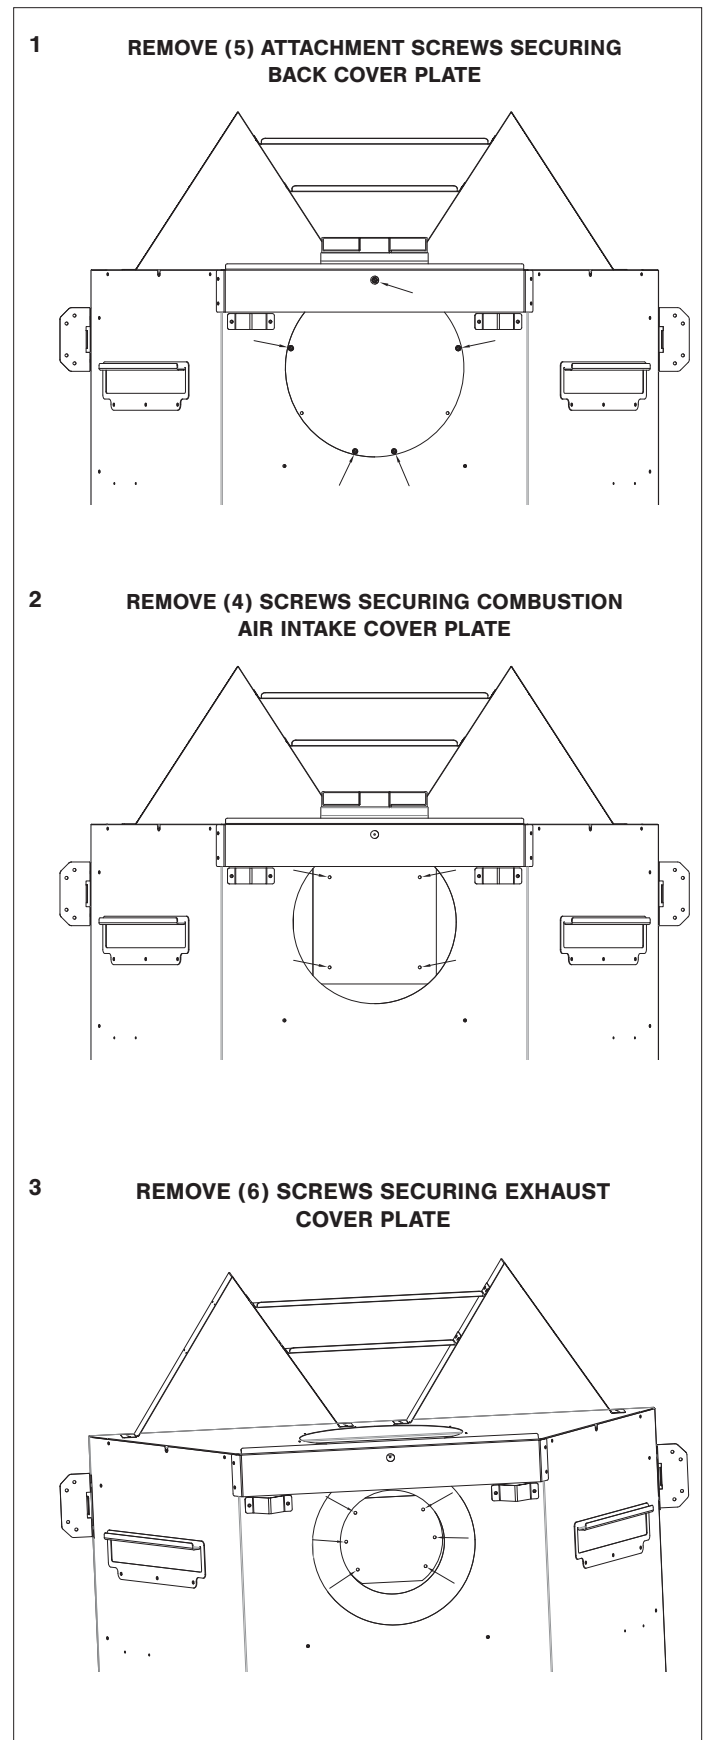 1
REMOVE (5) ATTACHMENT SCREWS SECURING
BACK COVER PLATE
2
REMOVE (4) SCREWS SECURING COMBUSTION
AIR INTAKE COVER PLATE
3
REMOVE (6) SCREWS SECURING EXHAUST
COVER PLATE